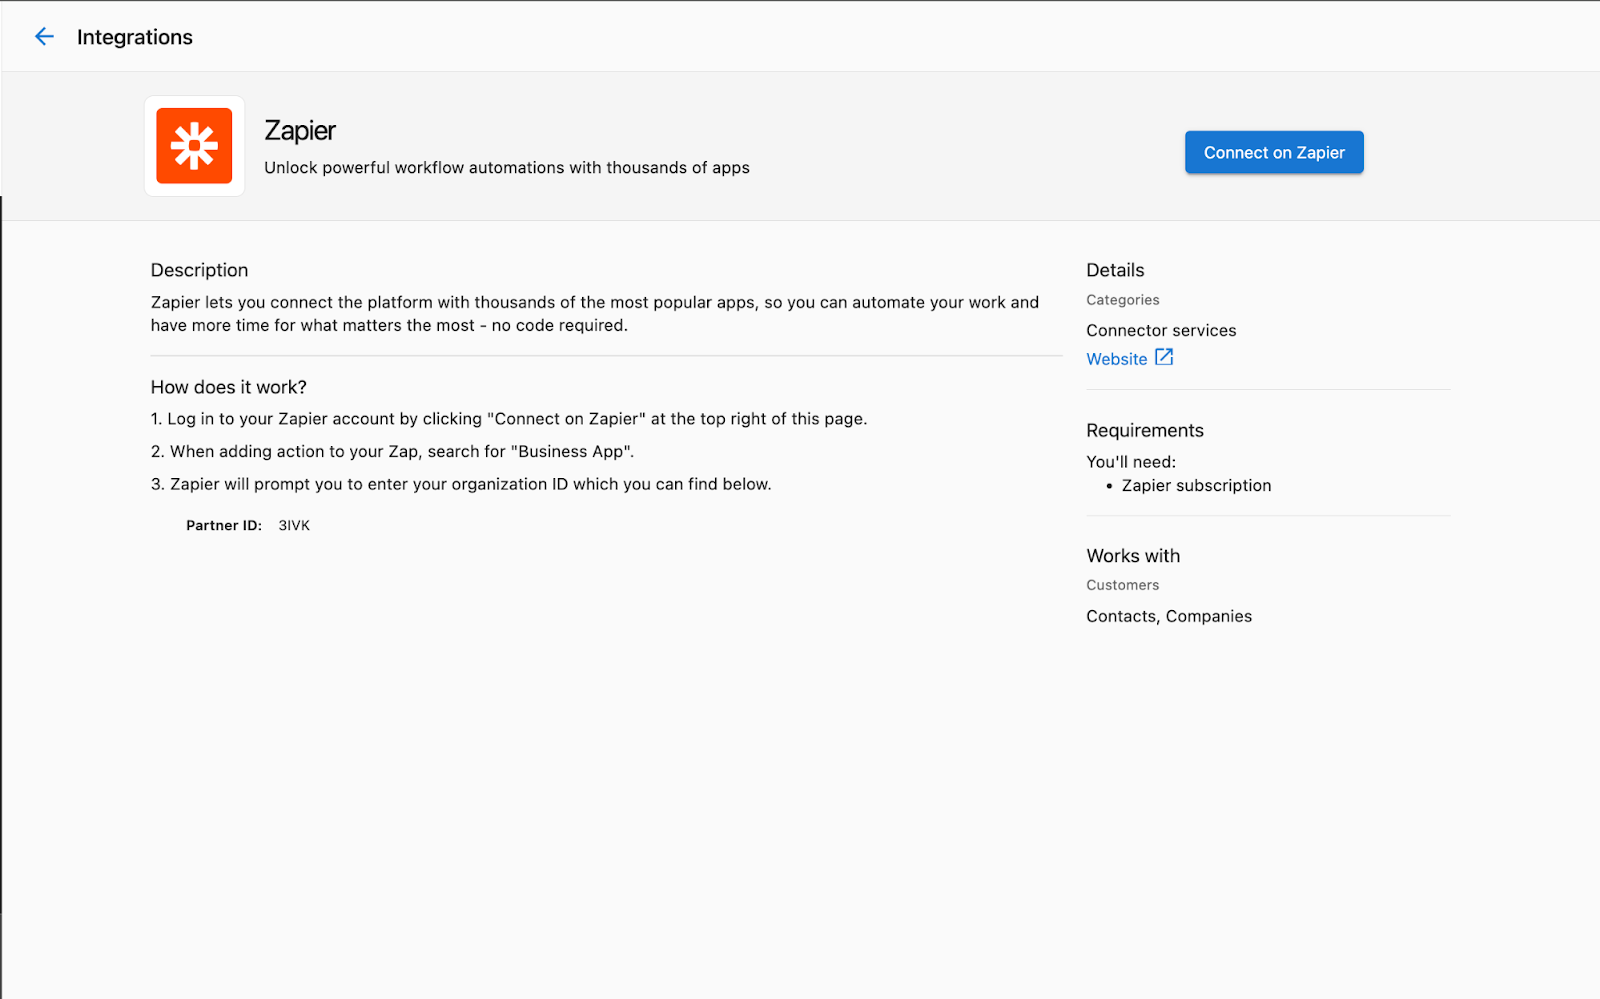 Integrations
Zapier
Unlock powerful workflow automations with thousands of apps
Connect on Zapier
Description
Zapier lets you connect the platform with thousands of the most popular apps, so you can automate your work and
have more time for what matters the most - no code required.
How does it work?
1. Log in to your Zapier account by clicking "Connect on Zapier" at the top right of this page.
2. When adding action to your Zap, search for "Business App".
3. Zapier will prompt you to enter your organization ID which you can find below.
Partner ID: 3IVK
Details
Categories
Connector services
Website
Requirements
You'll need:
• Zapier subscription
Works with
Customers
Contacts, Companies